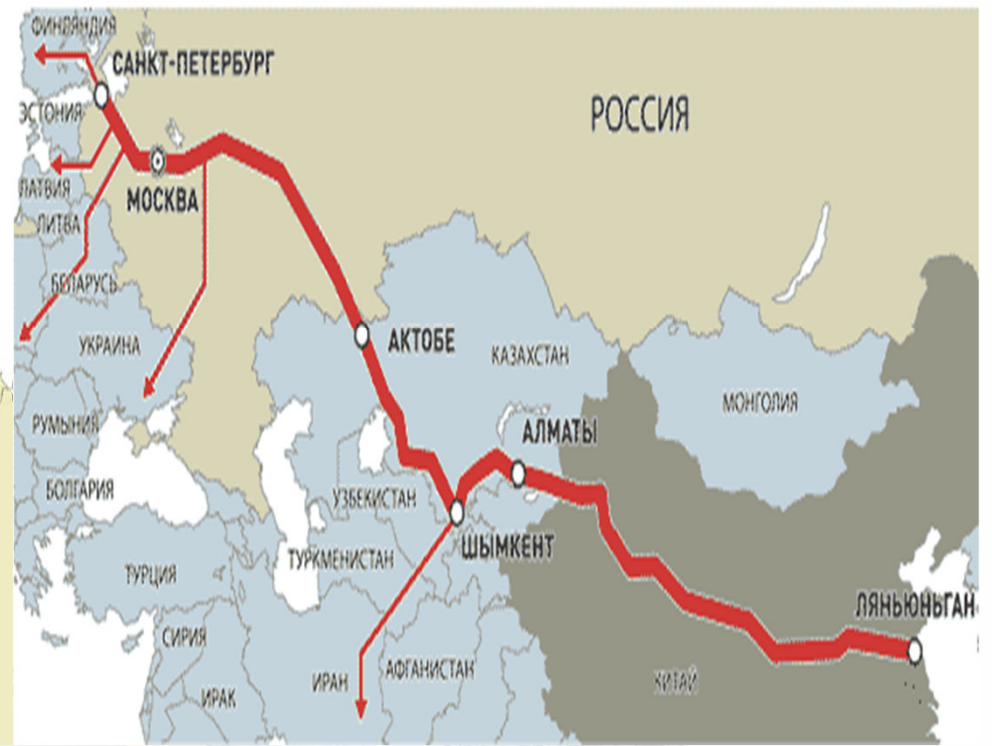 ФИНЛЯНДИЯ
САНКТ-ПЕТЕРБУРГ
ЭСТОНИЯ
РОССИЯ
ЛАТВИЯ
МОСКВА
ЛИТВА
БЕЛАРУСЬ
УКРАИНА
АКТОБЕ
КАЗАХСТАН
МОНГОЛИЯ
РУМЫНИЯ
АЛМАТЫ
БОЛГАРИЯ
УЗБЕКИСТАН
ШЫМКЕНТ
ТУРКМЕНИСТАН
ТУРЦИЯ
ЛЯНЬЮНЬГАН
СИРИЯ
АФГАНИСТАН
ИРАН
КИТАЙ
ИРАК